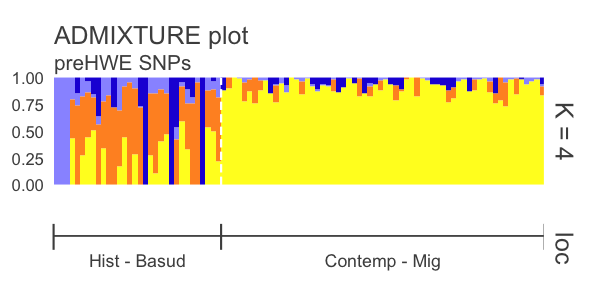 ADMIXTURE plot
preHWE SNPs
1.00
0.75
0.50
0.25
0.00
K = 4
loc
Hist - Basud
Contemp - Mig